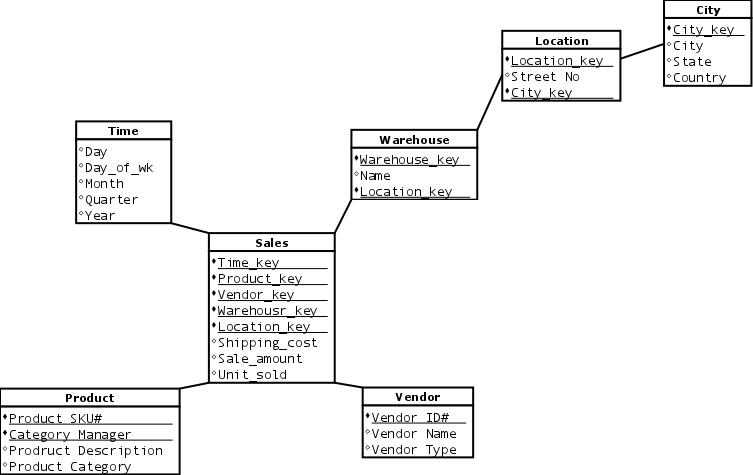 City
City_key
City
State
Country
Location
Location_key
Street No
City_key
Time
Day
Day_of_wk
Month
Quarter
Year
Warehouse
Warehouse_key
Name
Location_key
Sales
Time_key
Product_key
Vendor_key
Warehousr_key
Location_key
Shipping_cost
Sale_amount
Unit_sold
Product
Product SKU#
Category Manager
Prodruct Description
Product Category
Vendor
Vendor ID#
Vendor Name
Vendor Type